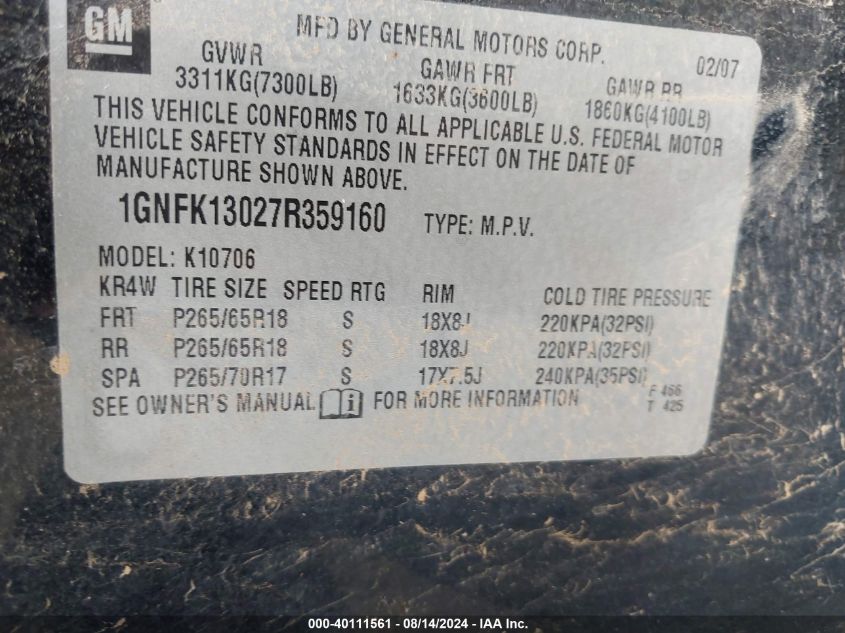 GM
MFD BY GENERAL MOTORS CORP. 02/07
GVWR GAWR FRT GAWR RR
3311KG(7300LB) 1633KG(3600LB) 1860KG(4100LB)
THIS VEHICLE CONFORMS TO ALL APPLICABLE U.S. FEDERAL MOTOR
VEHICLE SAFETY STANDARDS IN EFFECT ON THE DATE OF
MANUFACTURE SHOWN ABOVE.
1GNFK13027R359160 TYPE: M.P.V.
MODEL: K10706
KR4W TIRE SIZE SPEED RTG RIM COLD TIRE PRESSURE
FRT P265/65R18 S 18X8J 220KPA(32PSI)
RR P265/65R18 S 18X8J 220KPA(32PSI)
SPA P265/70R17 S 17X7.5J 240KPA(35PSI)
SEE OWNER'S MANUAL i FOR MORE INFORMATION
F 466
T 425
000-40111561 - 08/14/2024 - IAAI.com